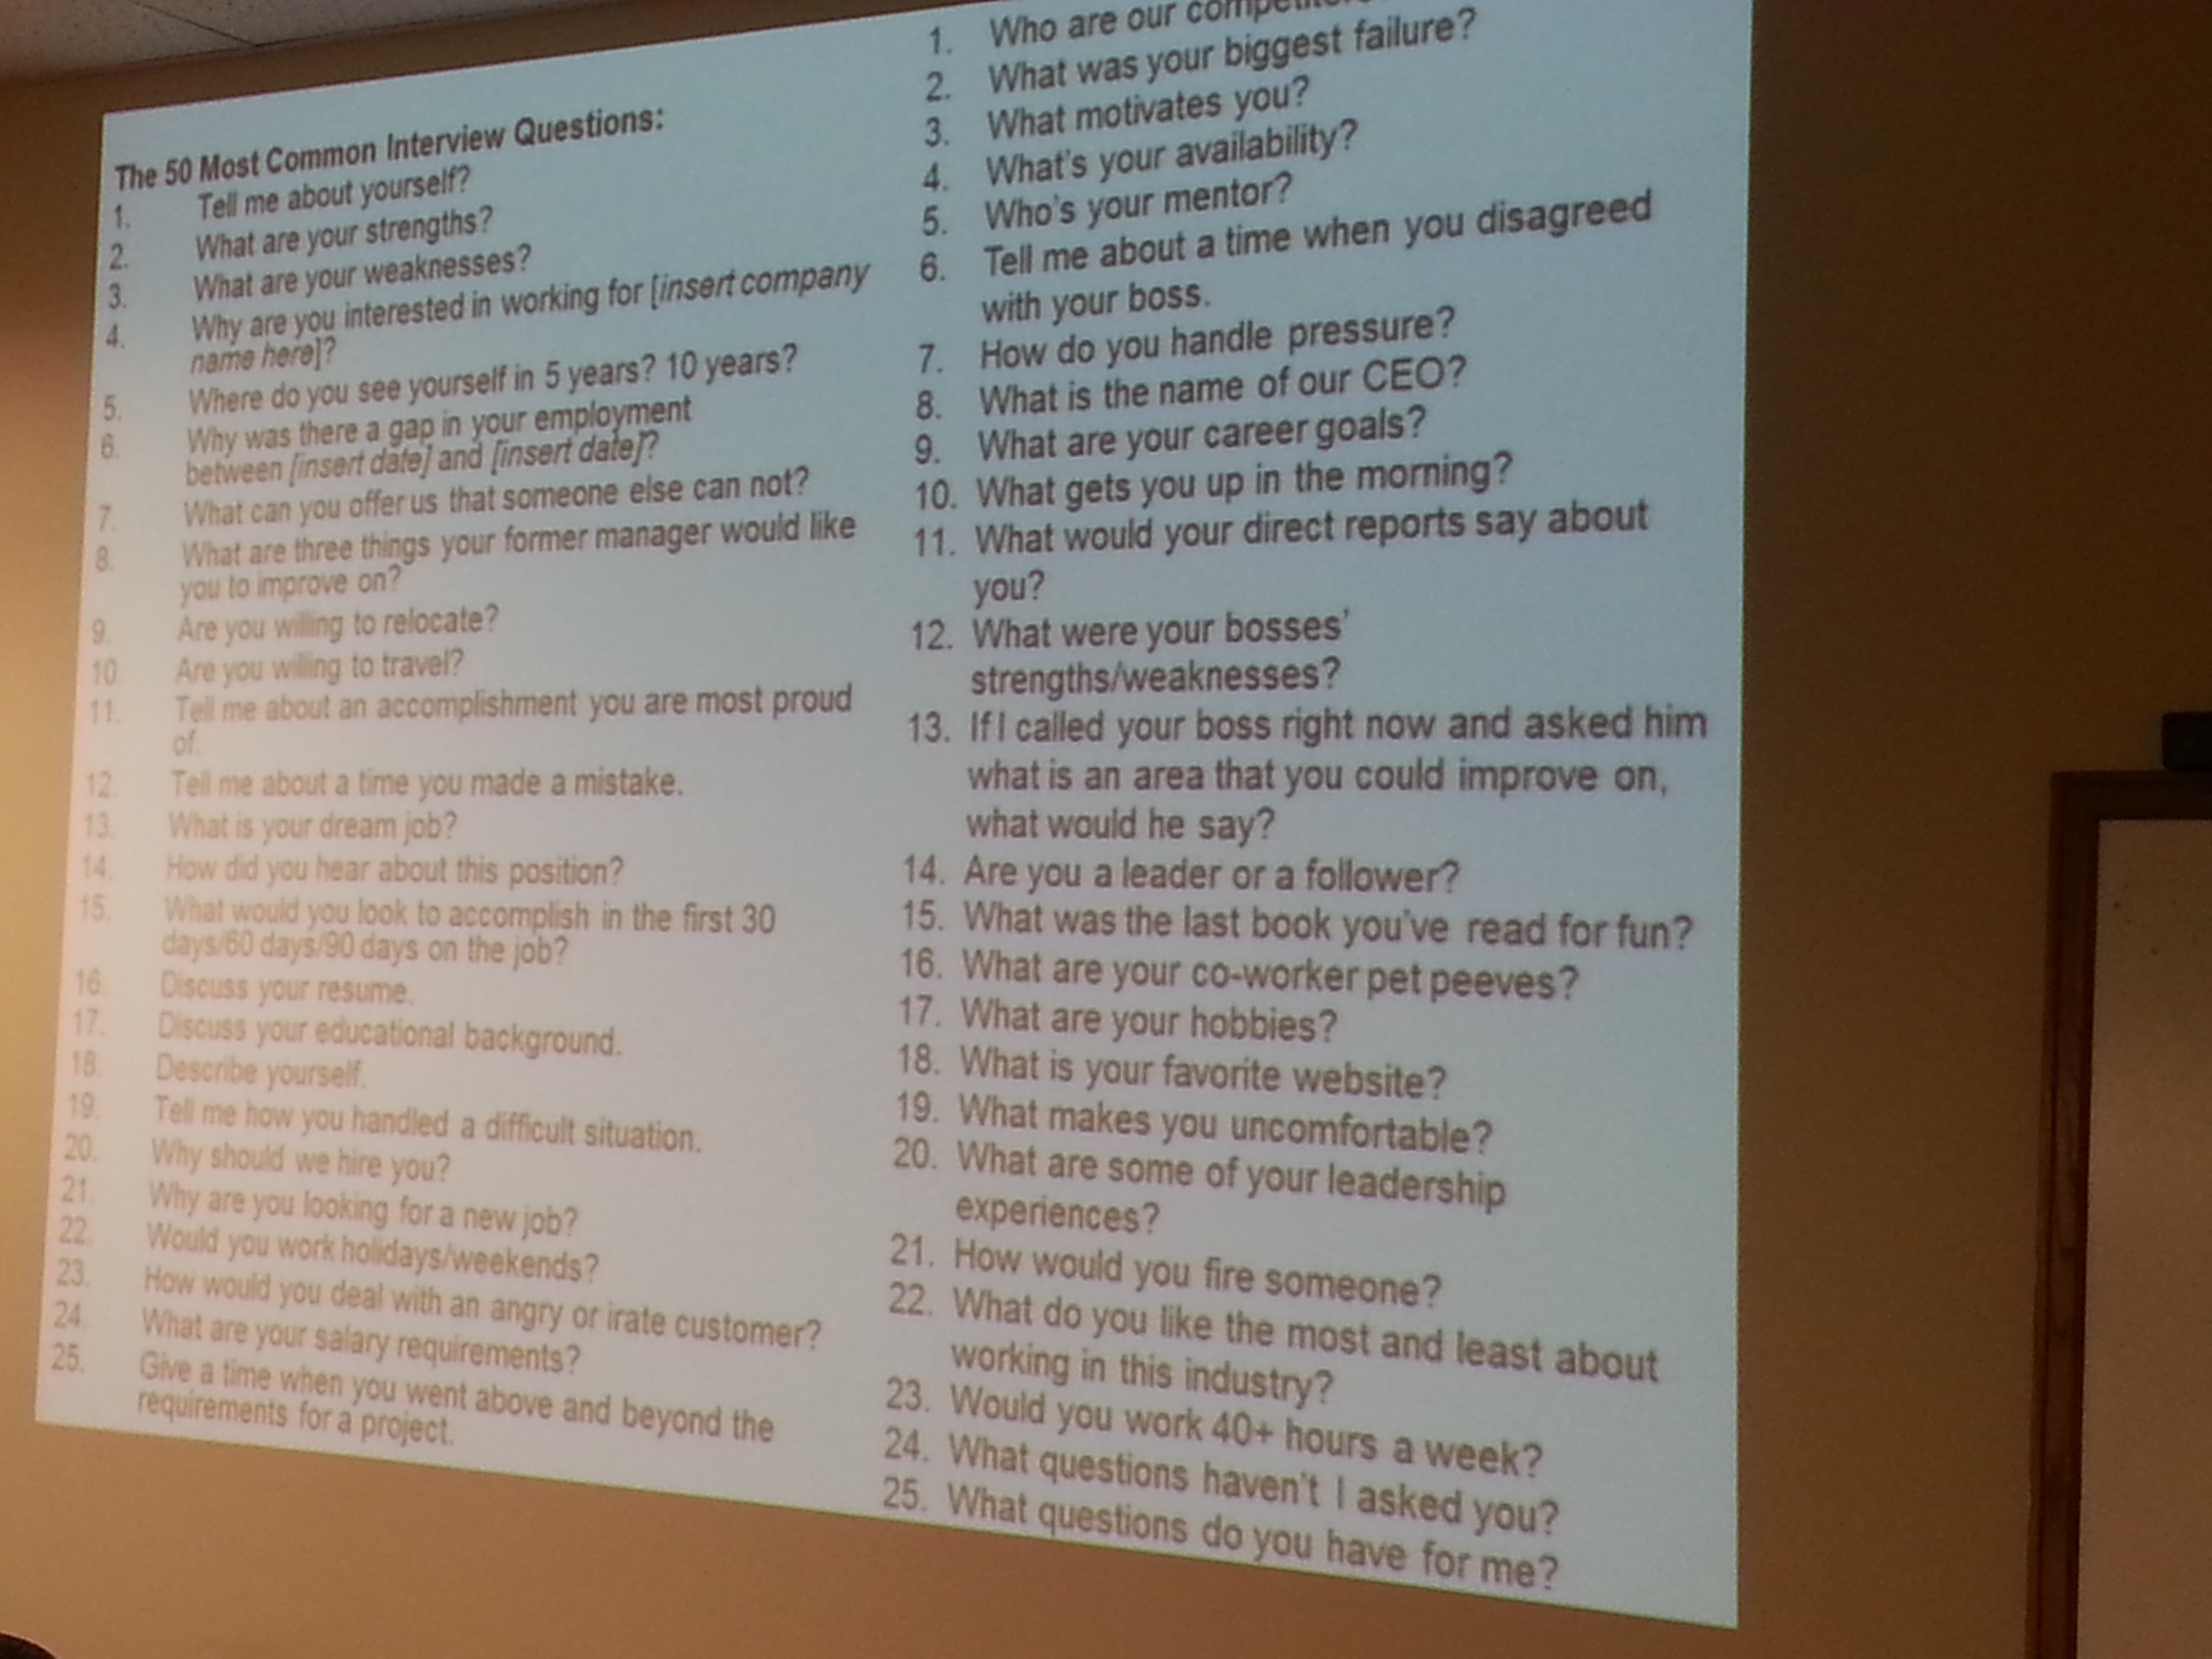 The 50 Most Common Interview Questions:
1. Tell me about yourself?
2. What are your strengths?
3. What are your weaknesses?
4. Why are you interested in working for [insert company
name here]?
5. Where do you see yourself in 5 years? 10 years?
6. Why was there a gap in your employment
between [insert date] and [insert date]?
7. What can you offer us that someone else can not?
8. What are three things your former manager would like
you to improve on?
9. Are you willing to relocate?
10. Are you willing to travel?
11. Tell me about an accomplishment you are most proud
of.
12. Tell me about a time you made a mistake.
13. What is your dream job?
14. How did you hear about this position?
15. What would you look to accomplish in the first 30
days/60 days/90 days on the job?
16. Discuss your resume.
17. Discuss your educational background.
18. Describe yourself.
19. Tell me how you handled a difficult situation.
20. Why should we hire you?
21. Why are you looking for a new job?
22. Would you work holidays/weekends?
23. How would you deal with an angry or irate customer?
24. What are your salary requirements?
25. Give a time when you went above and beyond the
requirements for a project.
1. Who are our
2. What was your biggest failure?
3. What motivates you?
4. What's your availability?
5. Who's your mentor?
6. Tell me about a time when you disagreed
with your boss.
7. How do you handle pressure?
8. What is the name of our CEO?
9. What are your career goals?
10. What gets you up in the morning?
11. What would your direct reports say about
you?
12. What were your bosses'
strengths/weaknesses?
13. If I called your boss right now and asked him
what is an area that you could improve on,
what would he say?
14. Are you a leader or a follower?
15. What was the last book you've read for fun?
16. What are your co-worker pet peeves?
17. What are your hobbies?
18. What is your favorite website?
19. What makes you uncomfortable?
20. What are some of your leadership
experiences?
21. How would you fire someone?
22. What do you like the most and least about
working in this industry?
23. Would you work 40+ hours a week?
24. What questions haven't I asked you?
25. What questions do you have for me?